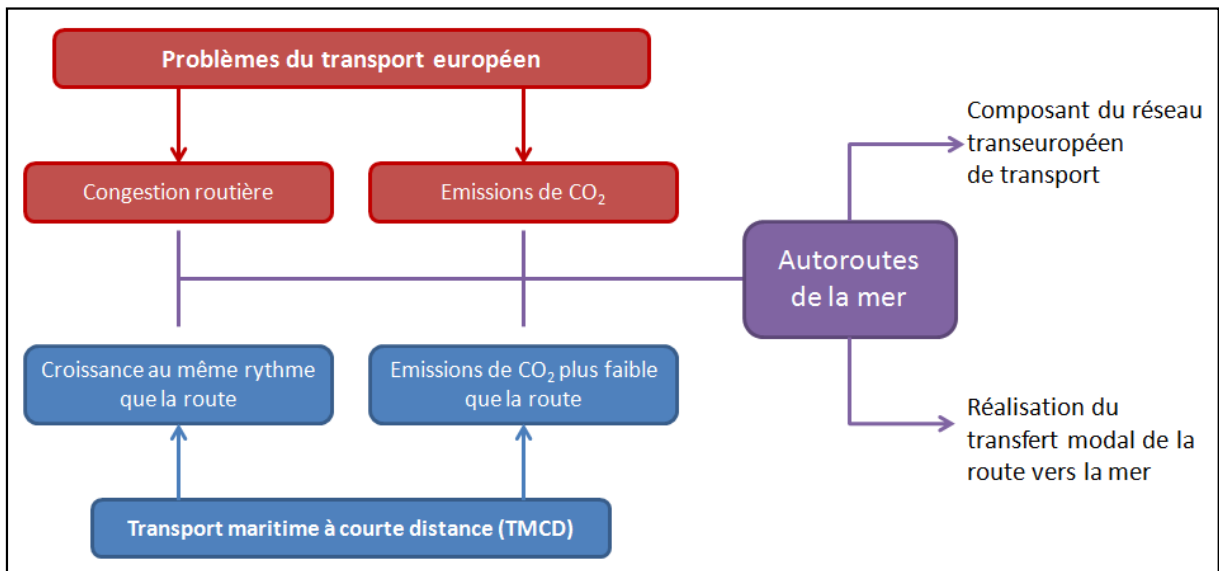 Problèmes du transport européen
Congestion routière
Emissions de CO₂
Composant du réseau
transeuropéen
de transport
Autoroutes
de la mer
Croissance au même rythme
que la route
Emissions de CO₂ plus faible
que la route
Réalisation du
transfert modal de la
route vers la mer
Transport maritime à courte distance (TMCD)